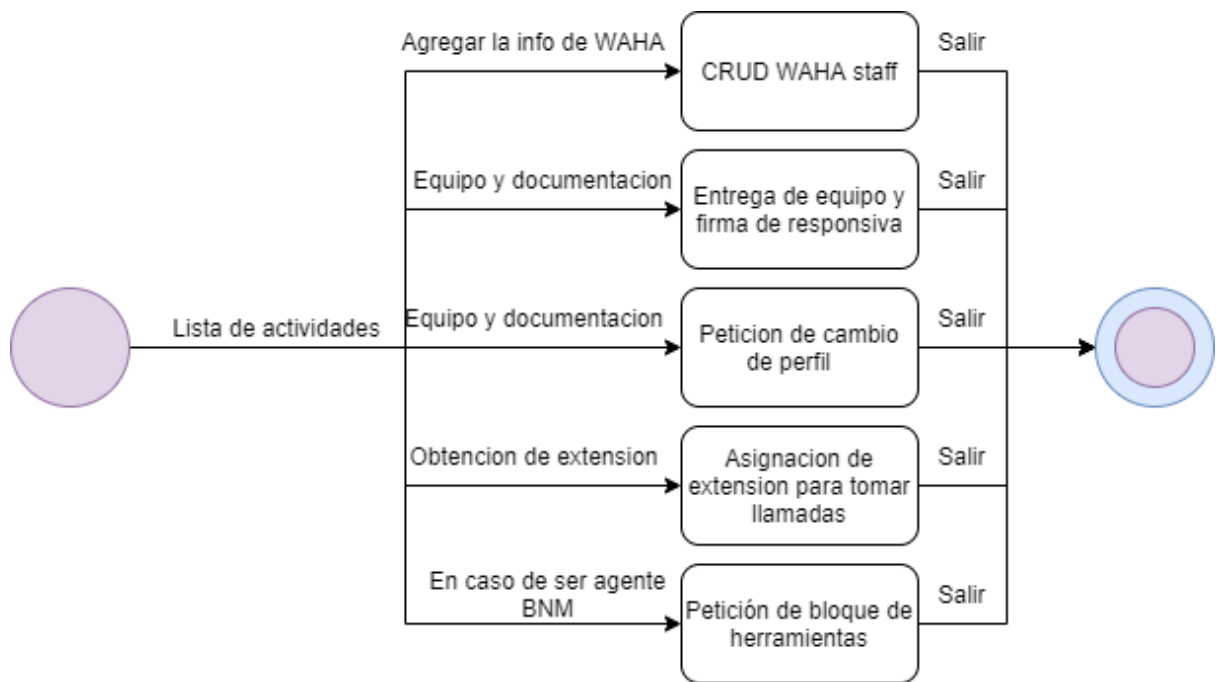 Agregar la info de WAHA
CRUD WAHA staff
Salir
Equipo y documentacion
Entrega de equipo y
firma de responsiva
Salir
Lista de actividades
Equipo y documentacion
Peticion de cambio
de perfil
Salir
Obtencion de extension
Asignacion de
extension para tomar
llamadas
Salir
En caso de ser agente
BNM
Petición de bloque de
herramientas
Salir